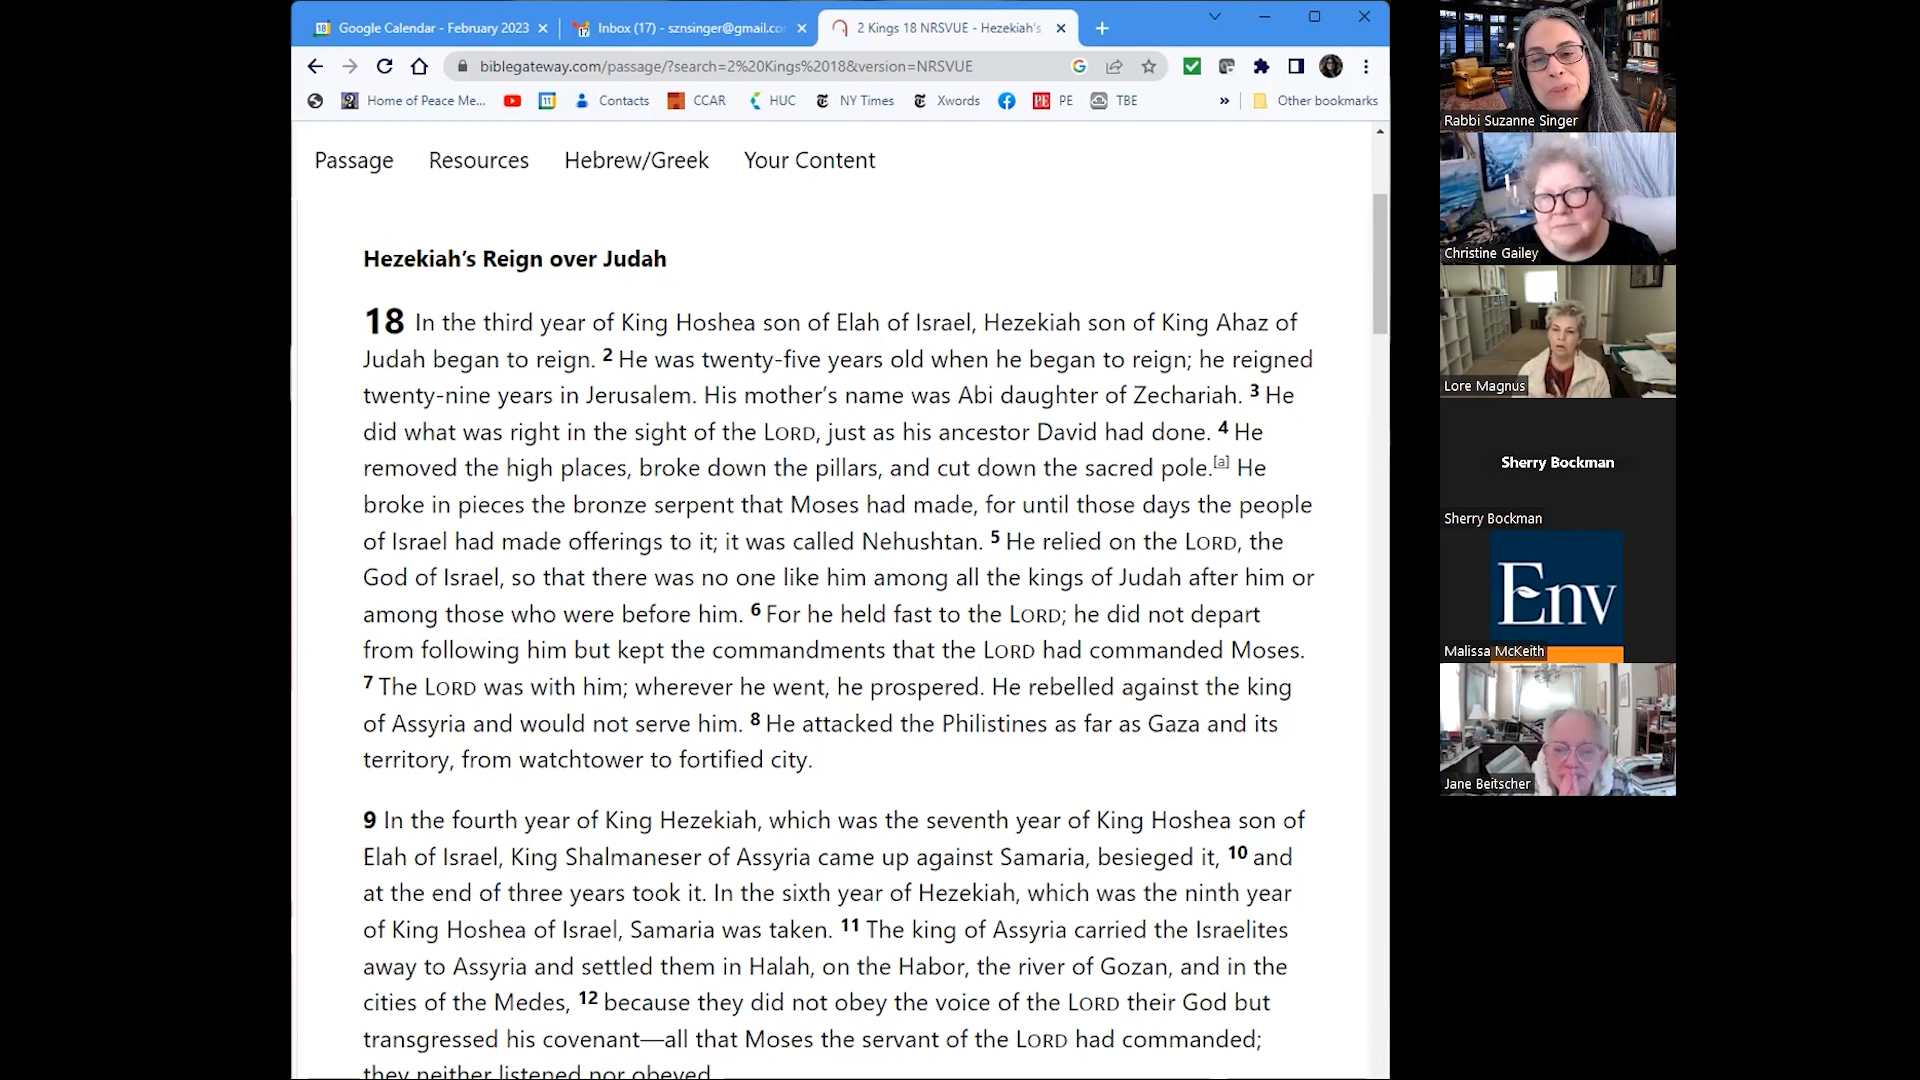 Google Calendar - February 2023
Inbox (17) - sznsinger@gmail.co
2 Kings 18 NRSVUE - Hezekiah's
biblegateway.com/passage/?search=2%20Kings%2018&version=NRSVUE
Home of Peace Me...
Contacts
CCAR
HUC
NY Times
Xwords
PE
TBE
»
Other bookmarks
Passage
Resources
Hebrew/Greek
Your Content
Hezekiah’s Reign over Judah
18 In the third year of King Hoshea son of Elah of Israel, Hezekiah son of King Ahaz of
Judah began to reign. 2 He was twenty-five years old when he began to reign; he reigned
twenty-nine years in Jerusalem. His mother’s name was Abi daughter of Zechariah. 3 He
did what was right in the sight of the LORD, just as his ancestor David had done. 4 He
removed the high places, broke down the pillars, and cut down the sacred pole.[a] He
broke in pieces the bronze serpent that Moses had made, for until those days the people
of Israel had made offerings to it; it was called Nehushtan. 5 He relied on the LORD, the
God of Israel, so that there was no one like him among all the kings of Judah after him or
among those who were before him. 6 For he held fast to the LORD; he did not depart
from following him but kept the commandments that the LORD had commanded Moses.
7 The LORD was with him; wherever he went, he prospered. He rebelled against the king
of Assyria and would not serve him. 8 He attacked the Philistines as far as Gaza and its
territory, from watchtower to fortified city.
9 In the fourth year of King Hezekiah, which was the seventh year of King Hoshea son of
Elah of Israel, King Shalmaneser of Assyria came up against Samaria, besieged it, 10 and
at the end of three years took it. In the sixth year of Hezekiah, which was the ninth year
of King Hoshea of Israel, Samaria was taken. 11 The king of Assyria carried the Israelites
away to Assyria and settled them in Halah, on the Habor, the river of Gozan, and in the
cities of the Medes, 12 because they did not obey the voice of the LORD their God but
transgressed his covenant—all that Moses the servant of the LORD had commanded;
they neither listened nor obeyed.
Rabbi Suzanne Singer
Christine Gailey
Lore Magnus
Sherry Bockman
Sherry Bockman
Env
Malissa McKeith
Jane Beitscher